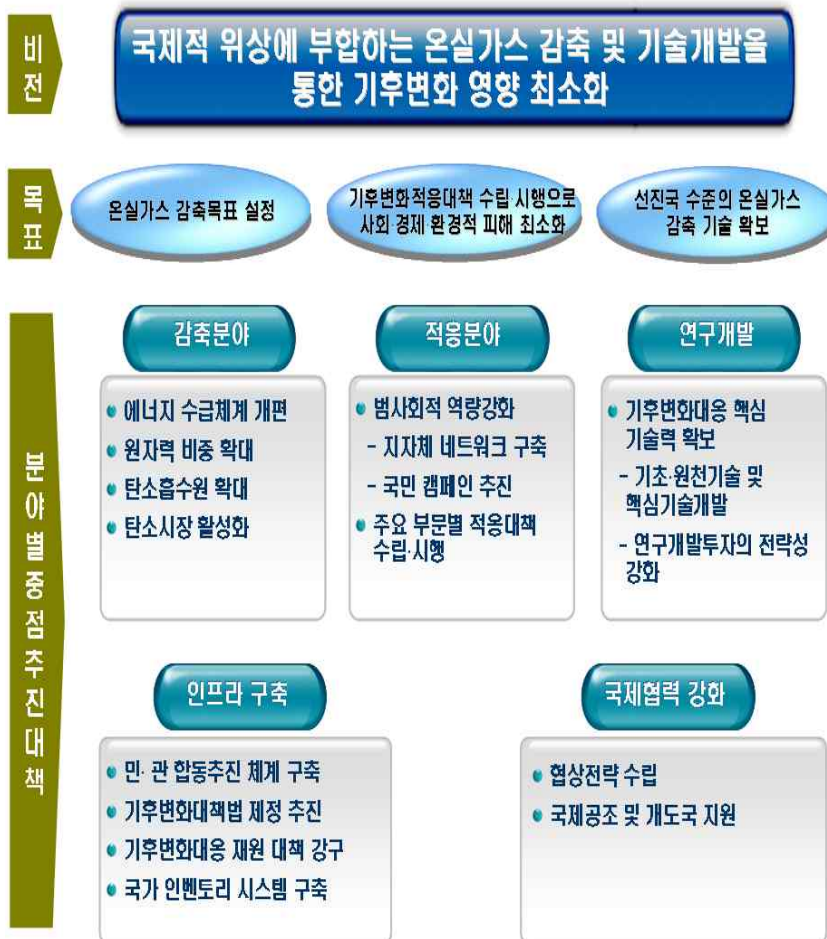 비전
국제적 위상에 부합하는 온실가스 감축 및 기술개발을
통한 기후변화 영향 최소화
목표
온실가스 감축목표 설정
기후변화적응대책 수립·시행으로
사회·경제·환경적 피해 최소화
선진국 수준의 온실가스
감축 기술 확보
분야별중점추진대책
감축분야
• 에너지 수급체계 개편
• 원자력 비중 확대
• 탄소흡수원 확대
• 탄소시장 활성화
적응분야
• 범사회적 역량강화
- 지자체 네트워크 구축
- 국민 캠페인 추진
• 주요 부문별 적응대책
수립·시행
연구개발
• 기후변화대응 핵심
기술력 확보
- 기초·원천기술 및
핵심기술개발
- 연구개발투자의 전략성
강화
인프라 구축
• 민·관 합동추진 체계 구축
• 기후변화대책법 제정 추진
• 기후변화대응 재원 대책 강구
• 국가 인벤토리 시스템 구축
국제협력 강화
• 협상전략 수립
• 국제공조 및 개도국 지원